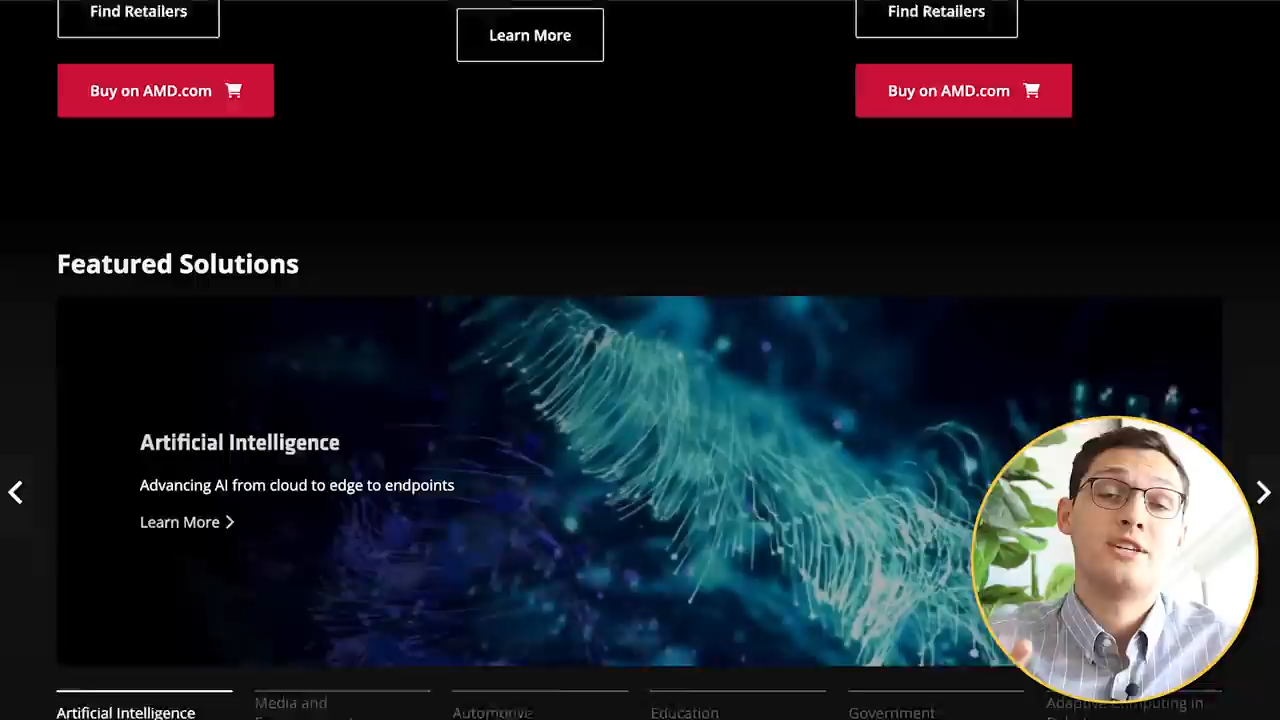 Find Retailers
Learn More
Find Retailers
Buy on AMD.com
Buy on AMD.com
Featured Solutions
Artificial Intelligence
Advancing AI from cloud to edge to endpoints
Learn More
Artificial Intelligence
Media and
Automotive
Education
Government
Adaptive Computing in